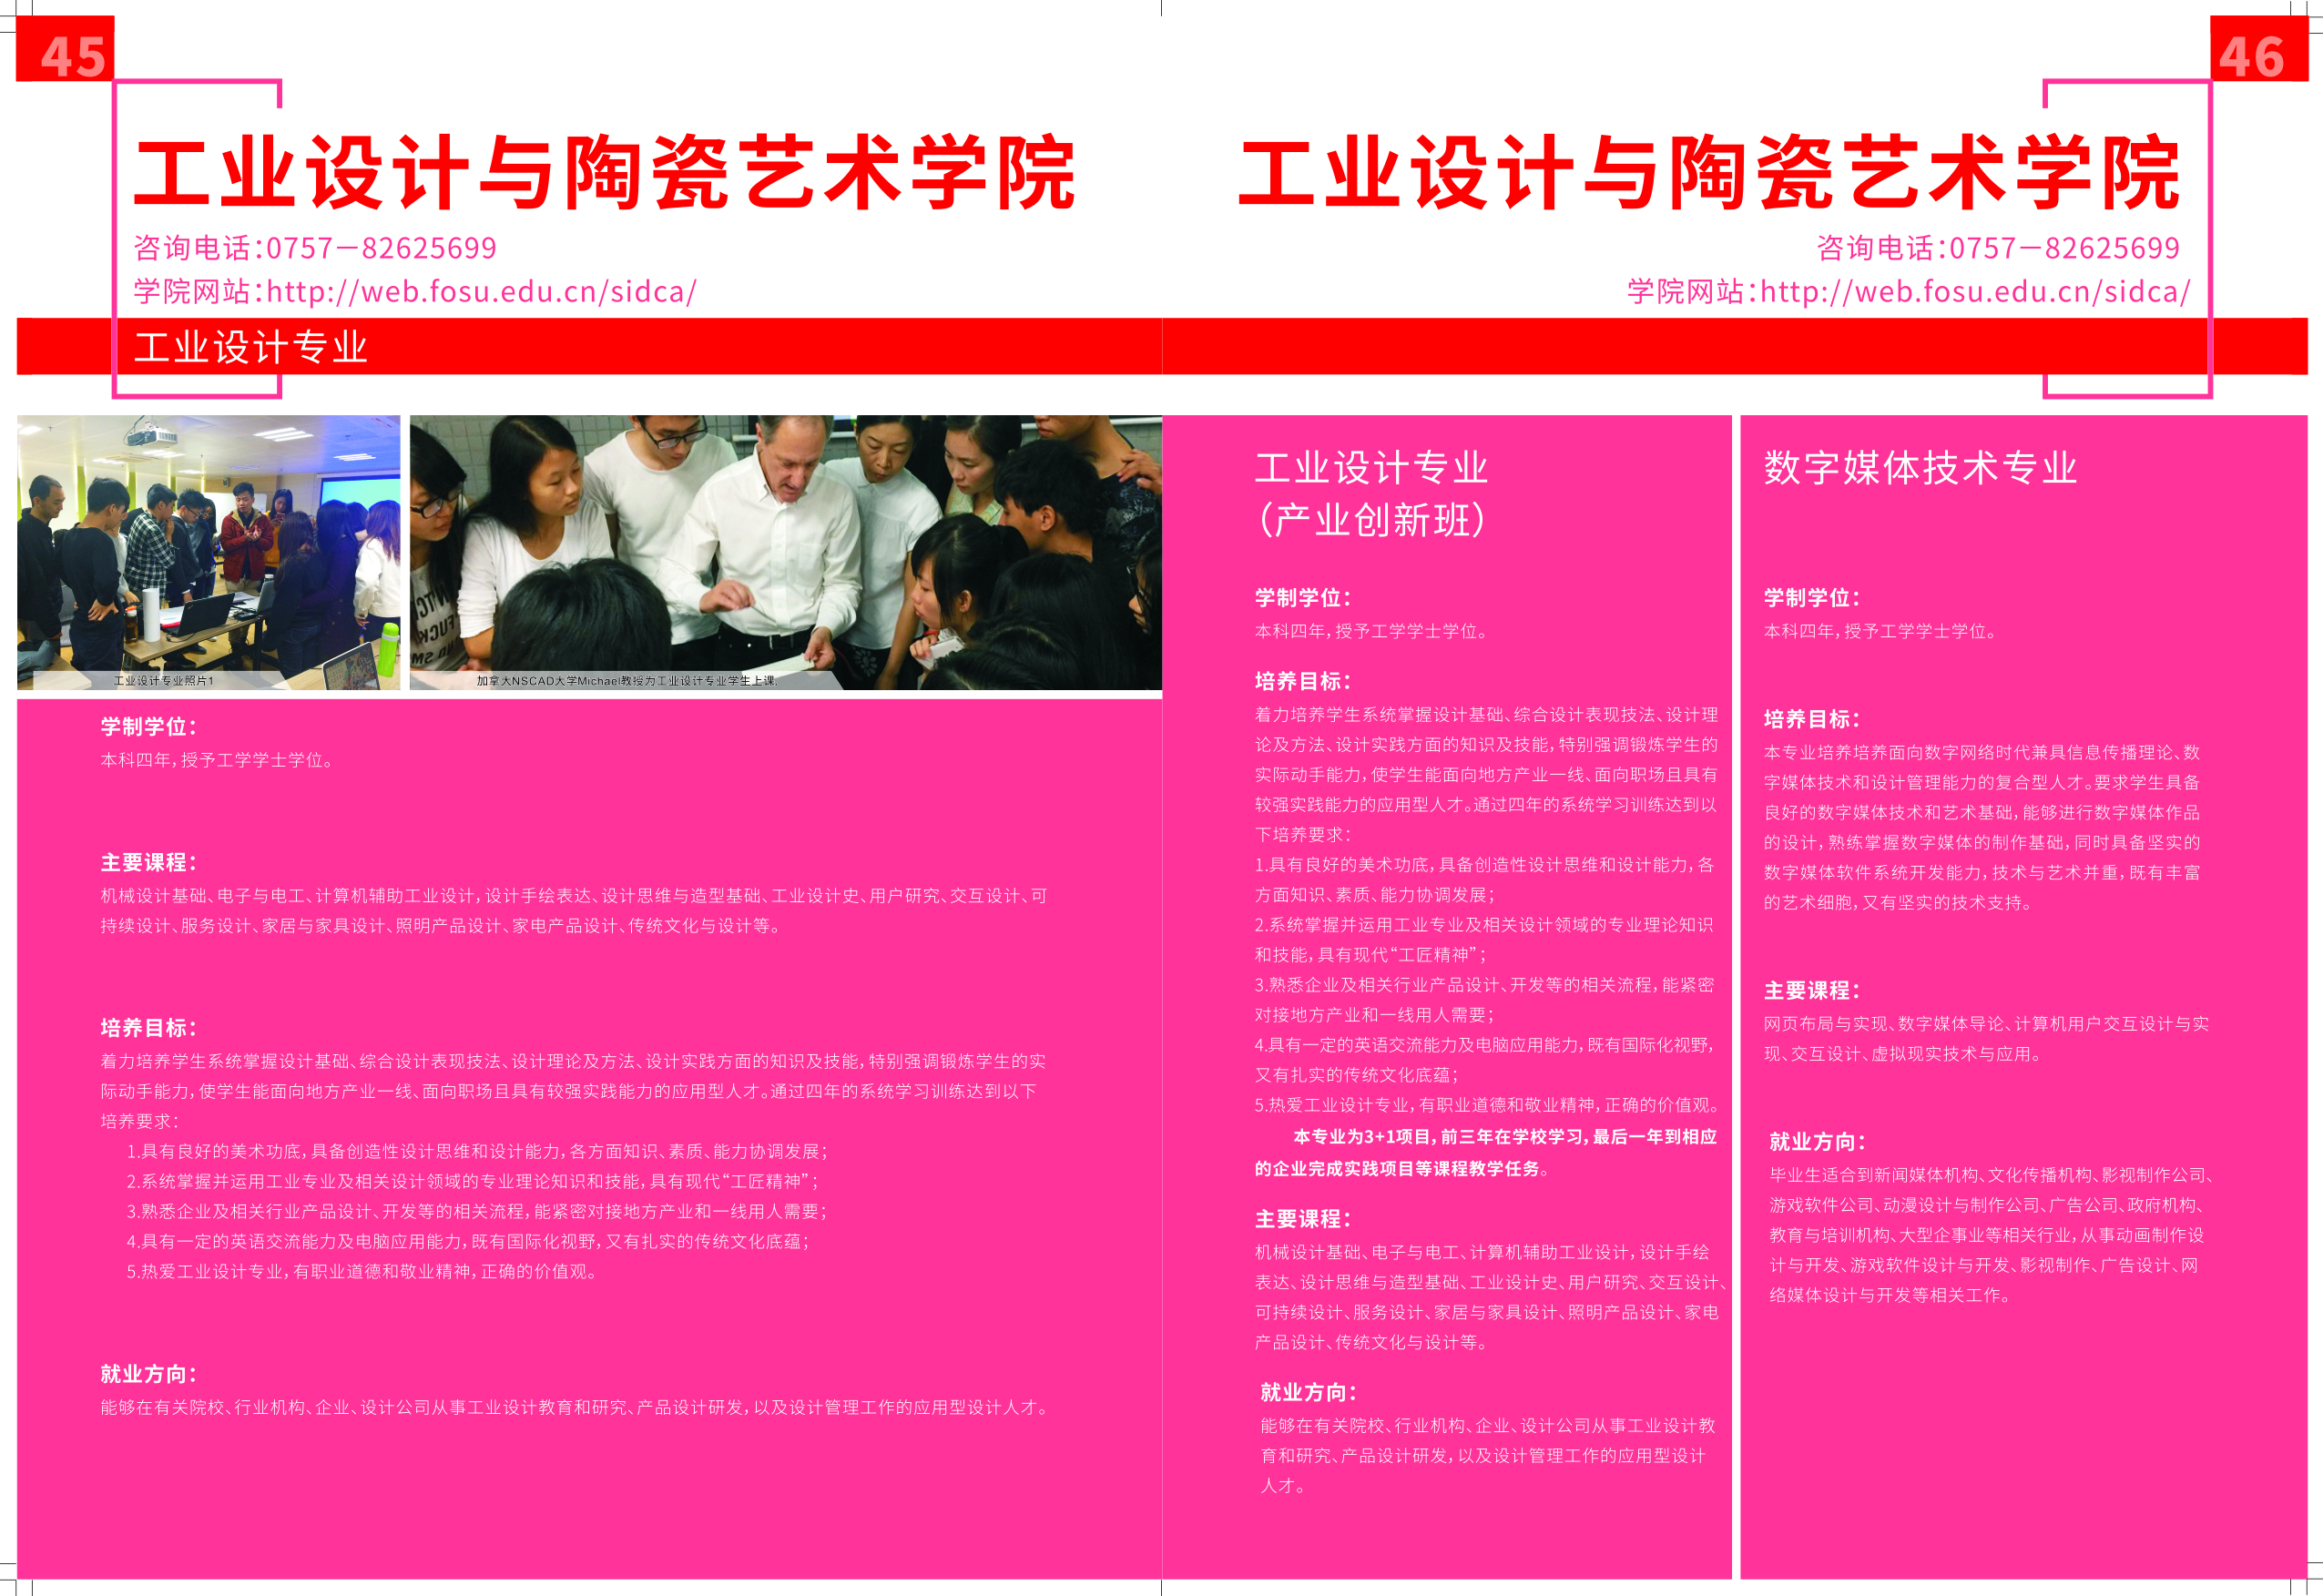 45
工业设计与陶瓷艺术学院
咨询电话：0757－82625699
学院网站：http://web.fosu.edu.cn/sidca/
工业设计专业
工业设计专业照片1
加拿大NSCAD大学Michael教授为工业设计专业学生上课.
学制学位：
本科四年，授予工学学士学位。
主要课程：
机械设计基础、电子与电工、计算机辅助工业设计，设计手绘表达、设计思维与造型基础、工业设计史、用户研究、交互设计、可
持续设计、服务设计、家居与家具设计、照明产品设计、家电产品设计、传统文化与设计等。
培养目标：
着力培养学生系统掌握设计基础、综合设计表现技法、设计理论及方法、设计实践方面的知识及技能，特别强调锻炼学生的实
际动手能力，使学生能面向地方产业一线、面向职场且具有较强实践能力的应用型人才。通过四年的系统学习训练达到以下
培养要求：
1.具有良好的美术功底，具备创造性设计思维和设计能力，各方面知识、素质、能力协调发展；
2.系统掌握并运用工业专业及相关设计领域的专业理论知识和技能，具有现代“工匠精神”；
3.熟悉企业及相关行业产品设计、开发等的相关流程，能紧密对接地方产业和一线用人需要；
4.具有一定的英语交流能力及电脑应用能力，既有国际化视野，又有扎实的传统文化底蕴；
5.热爱工业设计专业，有职业道德和敬业精神，正确的价值观。
就业方向：
能够在有关院校、行业机构、企业、设计公司从事工业设计教育和研究、产品设计研发，以及设计管理工作的应用型设计人才。
46
工业设计与陶瓷艺术学院
咨询电话：0757－82625699
学院网站：http://web.fosu.edu.cn/sidca/
工业设计专业
（产业创新班）
学制学位：
本科四年，授予工学学士学位。
培养目标：
着力培养学生系统掌握设计基础、综合设计表现技法、设计理
论及方法、设计实践方面的知识及技能，特别强调锻炼学生的
实际动手能力，使学生能面向地方产业一线、面向职场且具有
较强实践能力的应用型人才。通过四年的系统学习训练达到以
下培养要求：
1.具有良好的美术功底，具备创造性设计思维和设计能力，各
方面知识、素质、能力协调发展；
2.系统掌握并运用工业专业及相关设计领域的专业理论知识
和技能，具有现代“工匠精神”；
3.熟悉企业及相关行业产品设计、开发等的相关流程，能紧密
对接地方产业和一线用人需要；
4.具有一定的英语交流能力及电脑应用能力，既有国际化视野，
又有扎实的传统文化底蕴；
5.热爱工业设计专业，有职业道德和敬业精神，正确的价值观。
本专业为3+1项目，前三年在学校学习，最后一年到相应
的企业完成实践项目等课程教学任务。
主要课程：
机械设计基础、电子与电工、计算机辅助工业设计，设计手绘
表达、设计思维与造型基础、工业设计史、用户研究、交互设计、
可持续设计、服务设计、家居与家具设计、照明产品设计、家电
产品设计、传统文化与设计等。
就业方向：
能够在有关院校、行业机构、企业、设计公司从事工业设计教
育和研究、产品设计研发，以及设计管理工作的应用型设计
人才。
数字媒体技术专业
学制学位：
本科四年，授予工学学士学位。
培养目标：
本专业培养培养面向数字网络时代兼具信息传播理论、数
字媒体技术和设计管理能力的复合型人才。要求学生具备
良好的数字媒体技术和艺术基础，能够进行数字媒体作品
的设计，熟练掌握数字媒体的制作基础，同时具备坚实的
数字媒体软件系统开发能力，技术与艺术并重，既有丰富
的艺术细胞，又有坚实的技术支持。
主要课程：
网页布局与实现、数字媒体导论、计算机用户交互设计与实
现、交互设计、虚拟现实技术与应用。
就业方向：
毕业生适合到新闻媒体机构、文化传播机构、影视制作公司、
游戏软件公司、动漫设计与制作公司、广告公司、政府机构、
教育与培训机构、大型企事业等相关行业，从事动画制作设
计与开发、游戏软件设计与开发、影视制作、广告设计、网
络媒体设计与开发等相关工作。